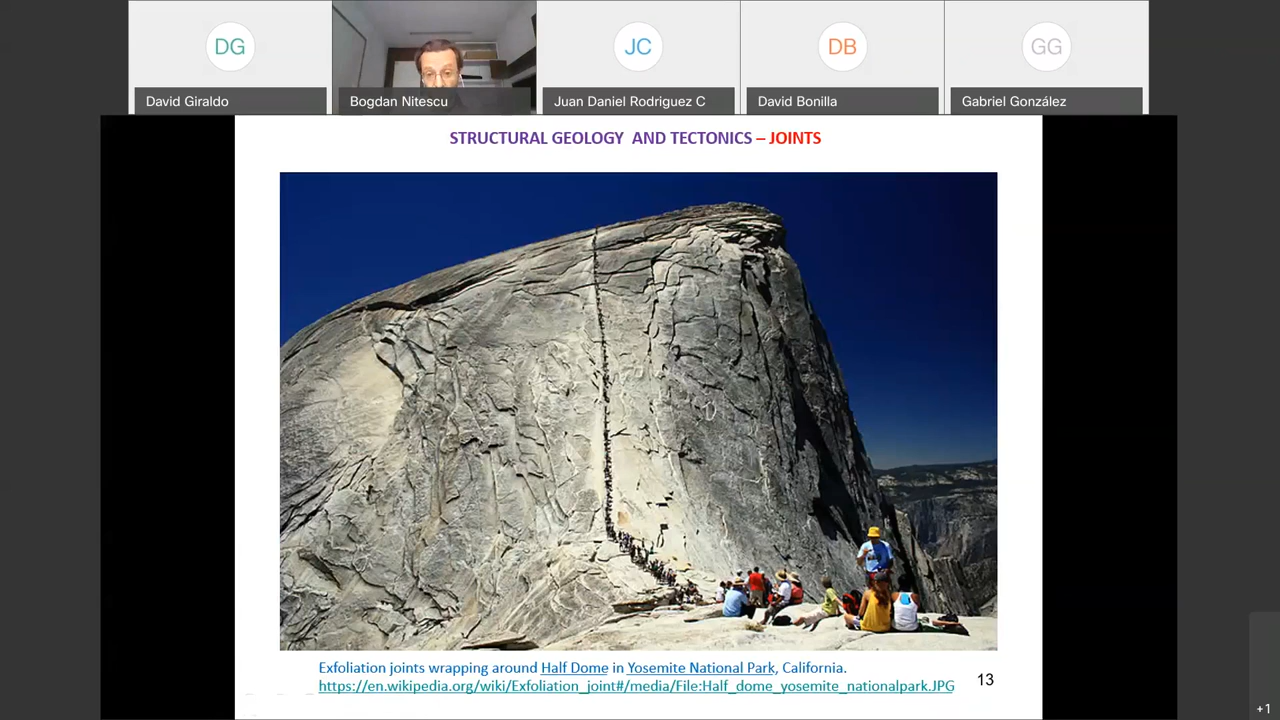 DG
JC
DB
GG
David Giraldo
Bogdan Nitescu
Juan Daniel Rodriguez C
David Bonilla
Gabriel González
STRUCTURAL GEOLOGY AND TECTONICS – JOINTS
Exfoliation joints wrapping around Half Dome in Yosemite National Park, California.
https://en.wikipedia.org/wiki/Exfoliation_joint#/media/File:Half_dome_yosemite_nationalpark.JPG
13
+1